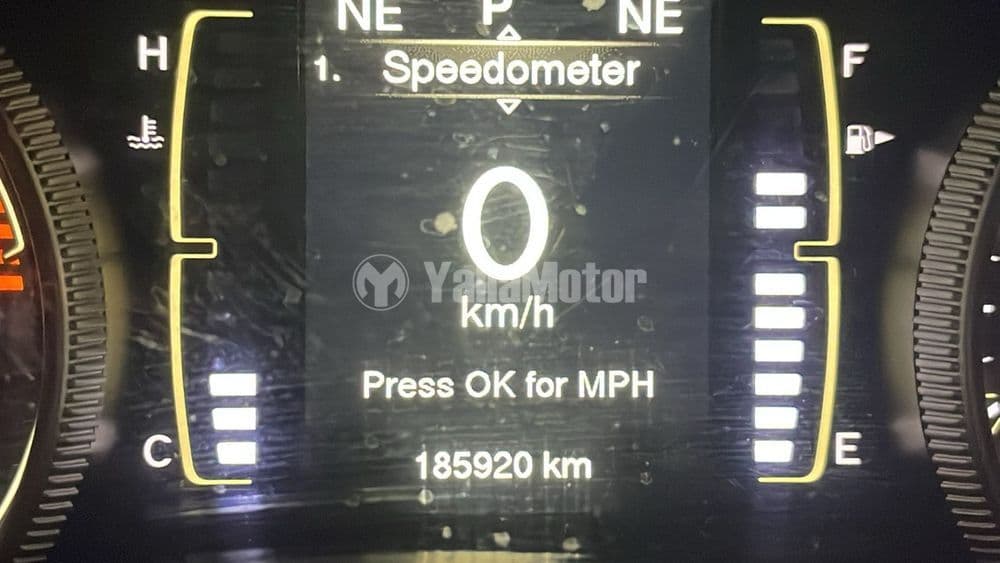 NE P NE
H 1. Speedometer F
0
YallaMotor
km/h
Press OK for MPH
C 185920 km E